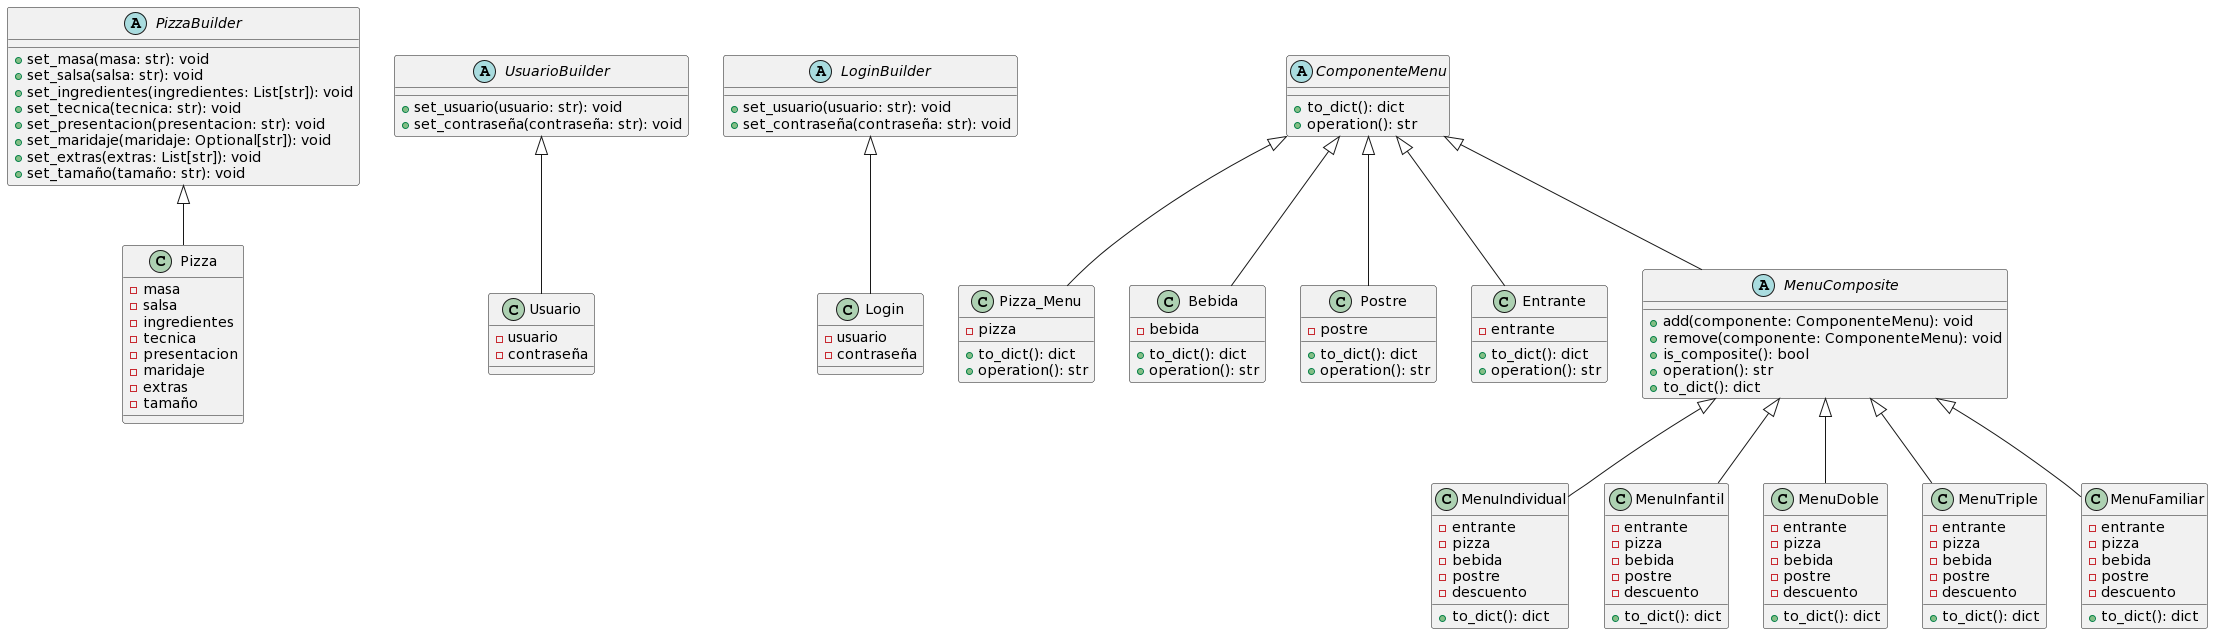 A PizzaBuilder
set_masa(masa: str): void
set_salsa(salsa: str): void
set_ingredientes(ingredientes: List[str]): void
set_tecnica(tecnica: str): void
set_presentacion(presentacion: str): void
set_maridaje(maridaje: Optional[str]): void
set_extras(extras: List[str]): void
set_tamaño(tamaño: str): void
A UsuarioBuilder
set_usuario(usuario: str): void
set_contraseña(contraseña: str): void
A LoginBuilder
set_usuario(usuario: str): void
set_contraseña(contraseña: str): void
A ComponenteMenu
to_dict(): dict
operation(): str
C Pizza
masa
salsa
ingredientes
tecnica
presentacion
maridaje
extras
tamaño
C Usuario
usuario
contraseña
C Login
usuario
contraseña
C Pizza_Menu
pizza
to_dict(): dict
operation(): str
C Bebida
bebida
to_dict(): dict
operation(): str
C Postre
postre
to_dict(): dict
operation(): str
C Entrante
entrante
to_dict(): dict
operation(): str
A MenuComposite
add(componente: ComponenteMenu): void
remove(componente: ComponenteMenu): void
is_composite(): bool
operation(): str
to_dict(): dict
C MenuIndividual
entrante
pizza
bebida
postre
descuento
to_dict(): dict
C MenuInfantil
entrante
pizza
bebida
postre
descuento
to_dict(): dict
C MenuDoble
entrante
pizza
bebida
postre
descuento
to_dict(): dict
C MenuTriple
entrante
pizza
bebida
postre
descuento
to_dict(): dict
C MenuFamiliar
entrante
pizza
bebida
postre
descuento
to_dict(): dict